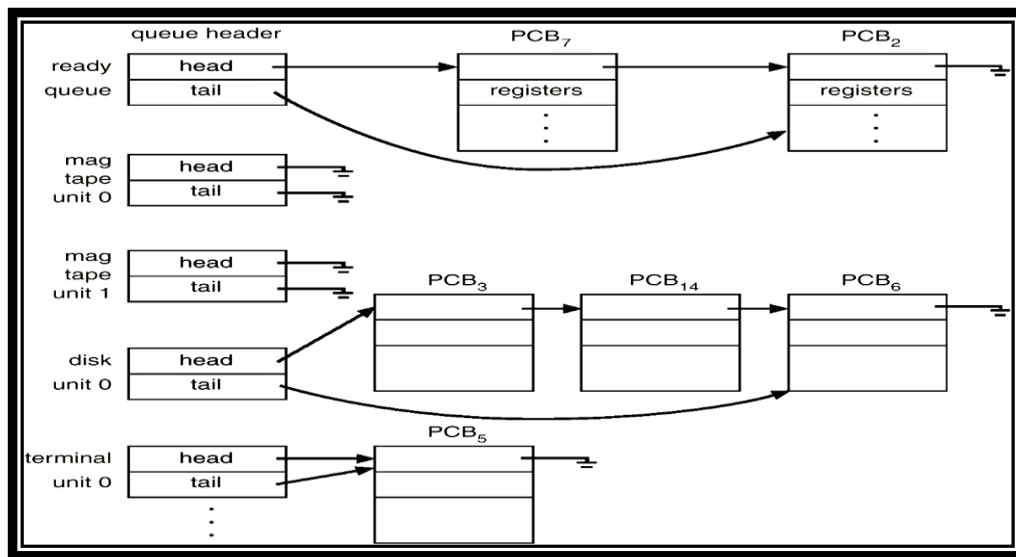 queue header PCB₇ PCB₂
ready head
queue tail registers registers
mag head
tape
unit 0 tail
mag head
tape
unit 1 tail
PCB₃ PCB₁₄ PCB₆
disk head
unit 0 tail
PCB₅
terminal head
unit 0 tail